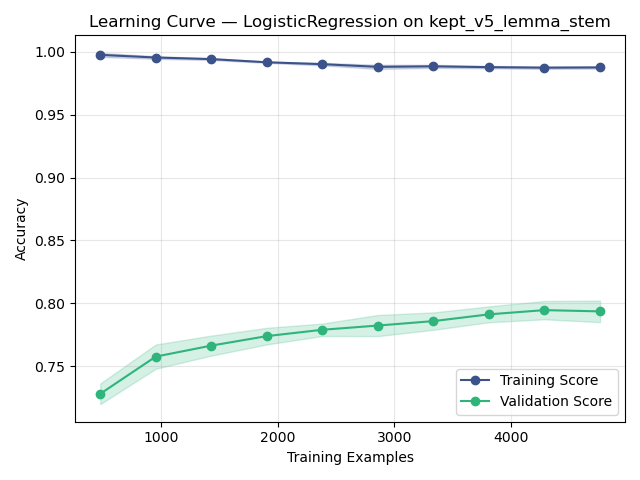 Learning Curve — LogisticRegression on kept_v5_lemma_stem
1.00
0.95
0.90
0.85
0.80
0.75
Accuracy
1000
2000
3000
4000
Training Examples
Training Score
Validation Score